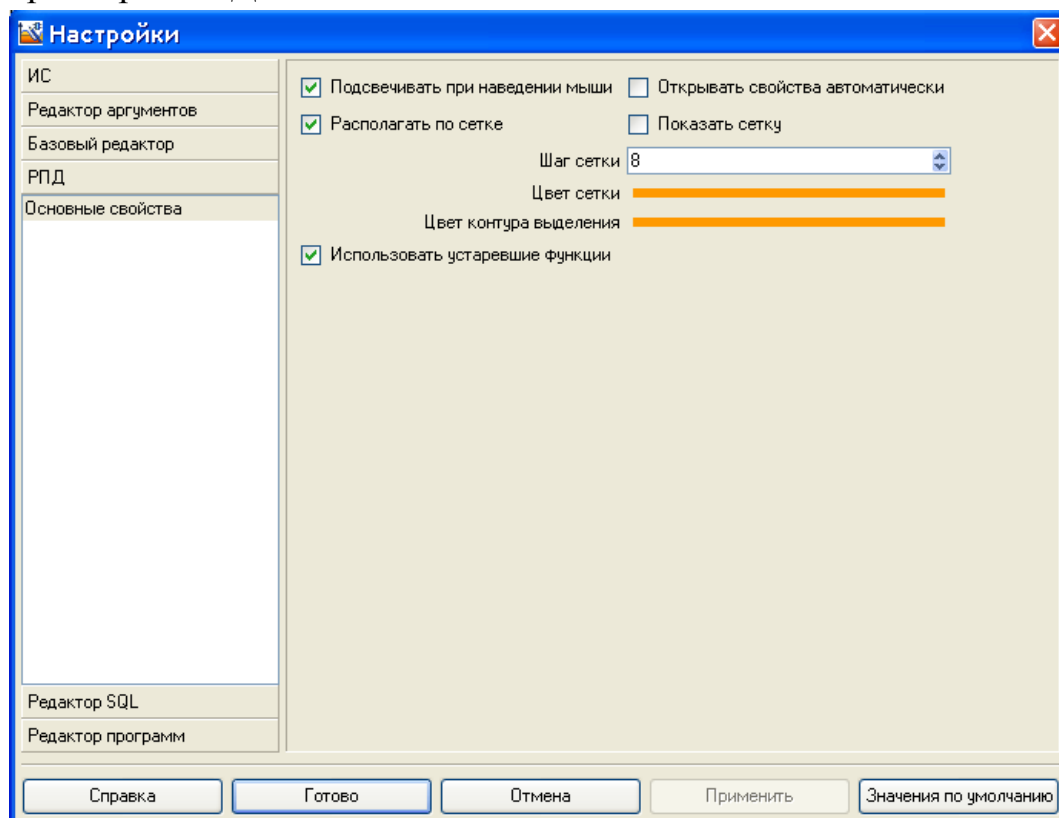 Настройки
ИС
Редактор аргументов
Базовый редактор
РПД
Основные свойства
Редактор SQL
Редактор программ
Подсвечивать при наведении мыши Открывать свойства автоматически
Располагать по сетке Показать сетку
Шаг сетки 8
Цвет сетки
Цвет контура выделения
Использовать устаревшие функции
Справка Готово Отмена Применить Значения по умолчанию